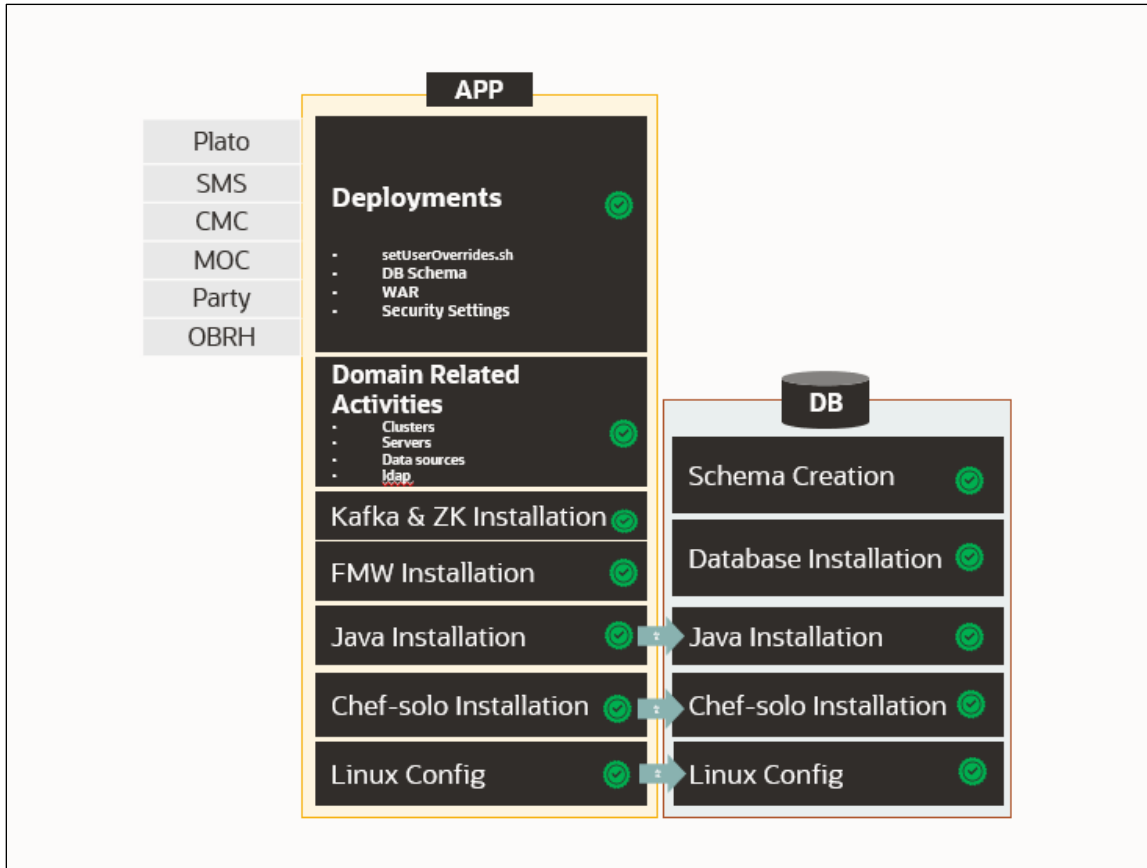 APP
Plato
SMS
CMC
MOC
Party
OBRH
Deployments
setUserOverrides.sh
DB Schema
WAR
Security Settings
Domain Related
Activities
Clusters
Servers
Data sources
ldap
Kafka & ZK Installation
FMW Installation
Java Installation
Chef-solo Installation
Linux Config
DB
Schema Creation
Database Installation
Java Installation
Chef-solo Installation
Linux Config